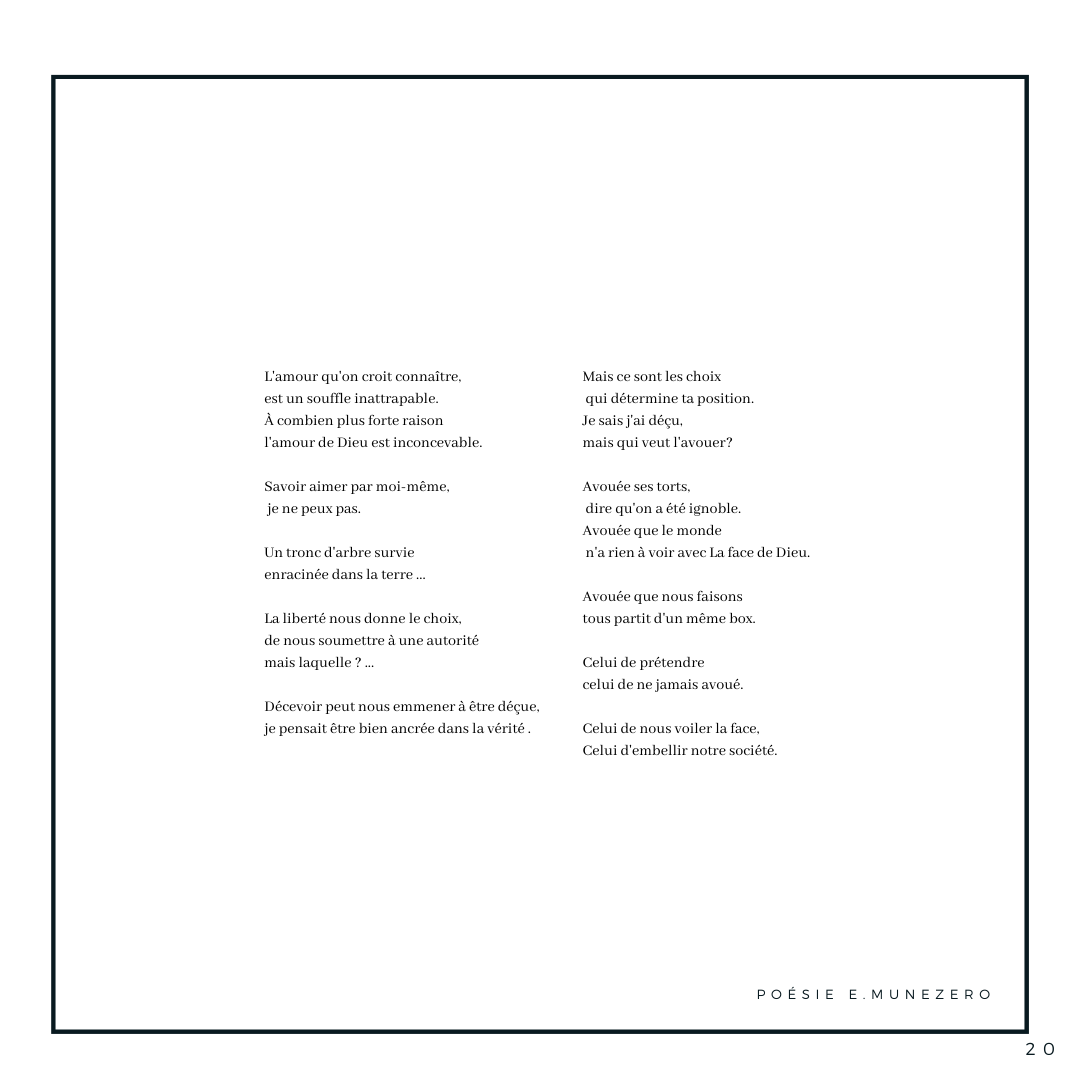 L'amour qu'on croit connaître,
est un souffle inattrapable.
À combien plus forte raison
l'amour de Dieu est inconcevable.
Savoir aimer par moi-même,
je ne peux pas.
Un tronc d'arbre survie
enracinée dans la terre ...
La liberté nous donne le choix,
de nous soumettre à une autorité
mais laquelle ? ...
Décevoir peut nous emmener à être déçue,
je pensait être bien ancrée dans la vérité .
Mais ce sont les choix
qui détermine ta position.
Je sais j'ai déçu,
mais qui veut l'avouer?
Avouée ses torts,
dire qu'on a été ignoble.
Avouée que le monde
n'a rien à voir avec La face de Dieu.
Avouée que nous faisons
tous partit d'un même box.
Celui de prétendre
celui de ne jamais avoué.
Celui de nous voiler la face,
Celui d'embellir notre société.
POÉSIE E.MUNEZERO
20